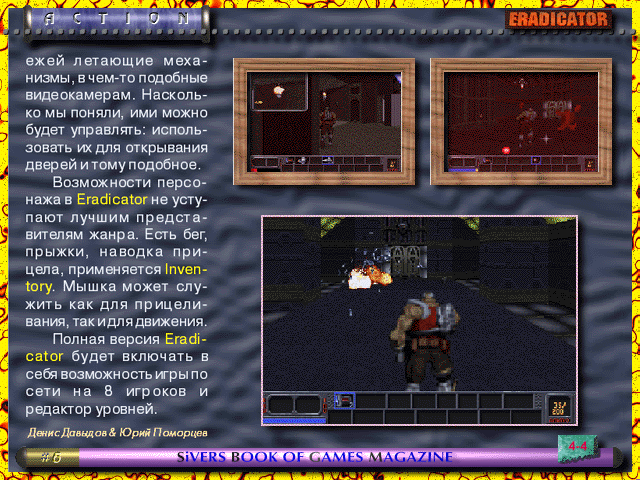 ACTION
ERADICATOR
ежей летающие меха-
низмы, в чем-то подобные
видеокамерам. Насколь-
ко мы поняли, ими можно
будет управлять: исполь-
зовать их для открывания
дверей и тому подобное.
Возможности персо-
нажа в Eradicator не усту-
пают лучшим предста-
вителям жанра. Есть бег,
прыжки, наводка при-
цела, применяется Inven-
tory. Мышка может слу-
жить как для прицели-
вания, так и для движения.
Полная версия Eradi-
cator будет включать в
себя возможность игры по
сети на 8 игроков и
редактор уровней.
Денис Давыдов & Юрий Поморцев
#6
SiVERS BOOK OF GAMES MAGAZINE
4-4